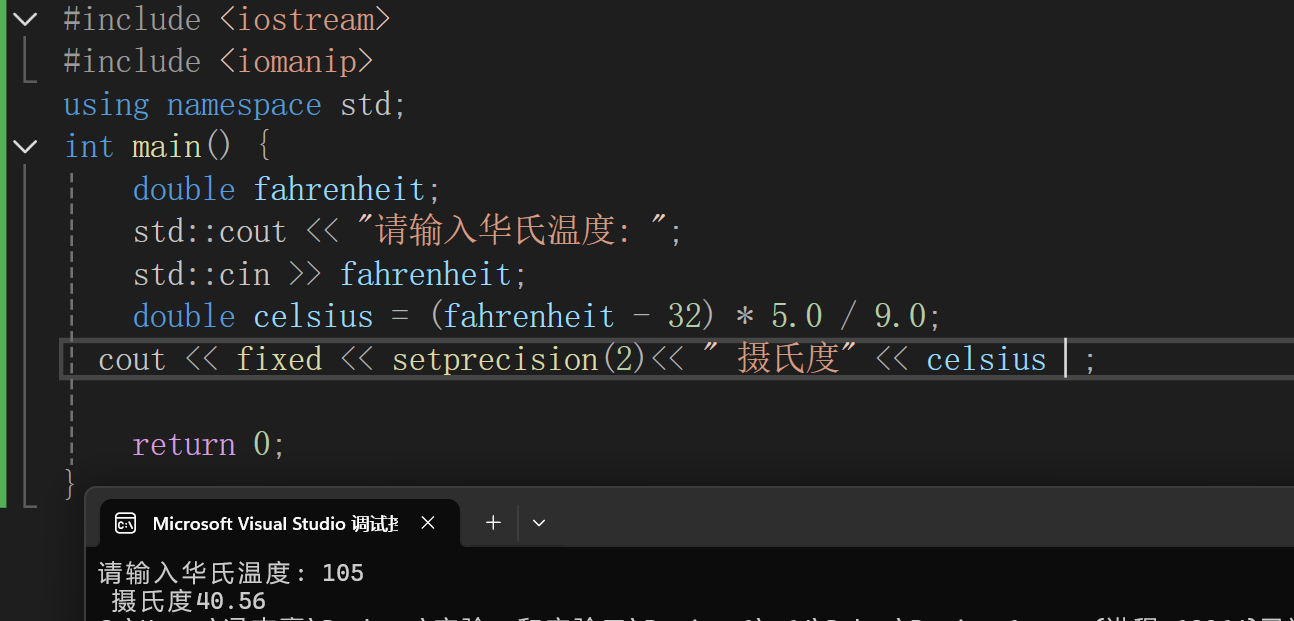 #include <iostream>
#include <iomanip>
using namespace std;
int main() {
double fahrenheit;
std::cout << "请输入华氏温度: ";
std::cin >> fahrenheit;
double celsius = (fahrenheit - 32) * 5.0 / 9.0;
cout << fixed << setprecision(2)<< " 摄氏度" << celsius ;
return 0;
}
Microsoft Visual Studio 调试
请输入华氏温度: 105
摄氏度40.56